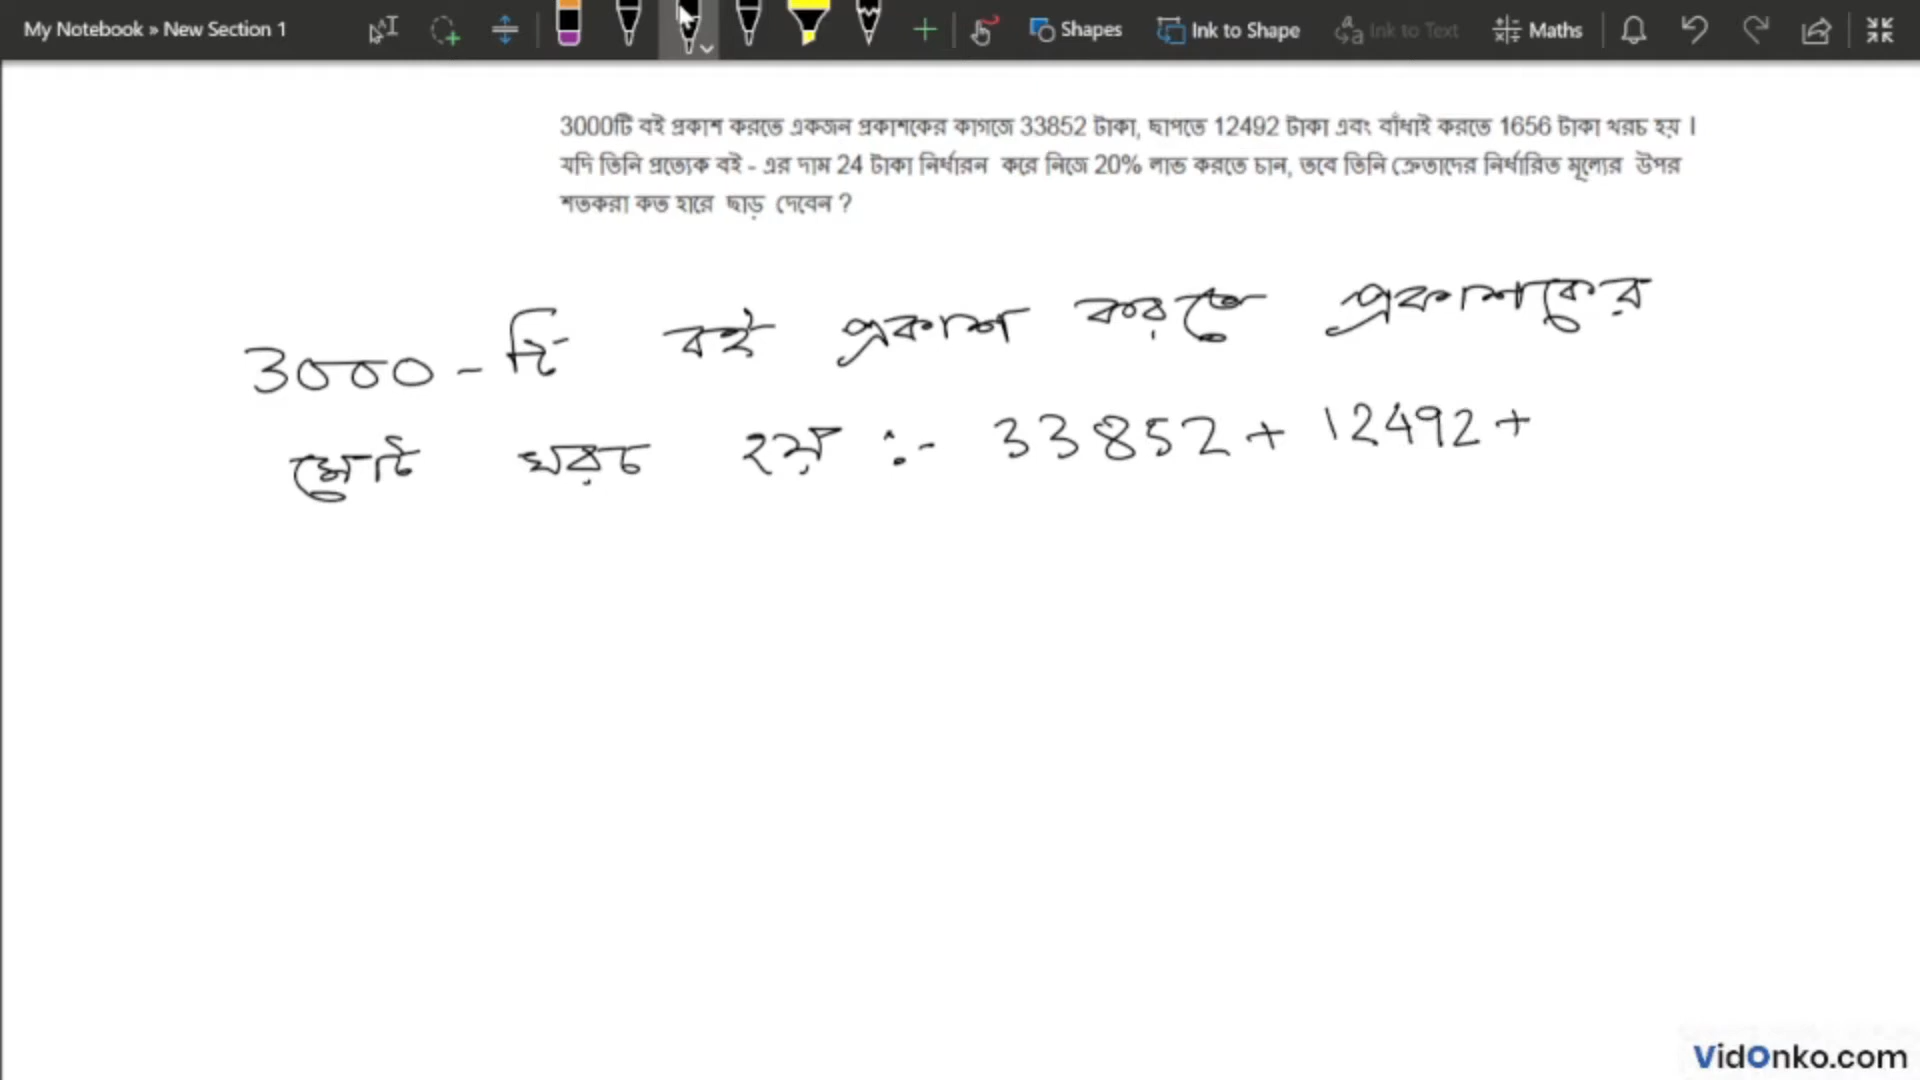 My Notebook » New Section 1 Shapes Ink to Shape Ink to Text Maths
3000টি বই প্রকাশ করতে একজন প্রকাশকের কাগজে 33852 টাকা, ছাপতে 12492 টাকা এবং বাঁধাই করতে 1656 টাকা খরচ হয় ।
যদি তিনি প্রত্যেক বই - এর দাম 24 টাকা নির্ধারন করে নিজে 20% লাভ করতে চান, তবে তিনি ক্রেতাদের নির্ধারিত মূল্যের উপর
শতকরা কত হারে ছাড় দেবেন ?
3000 - টি বই প্রকাশ করতে প্রকাশকের
মোট খরচ হয় :- 33852 + 12492 +
VidOnko.com